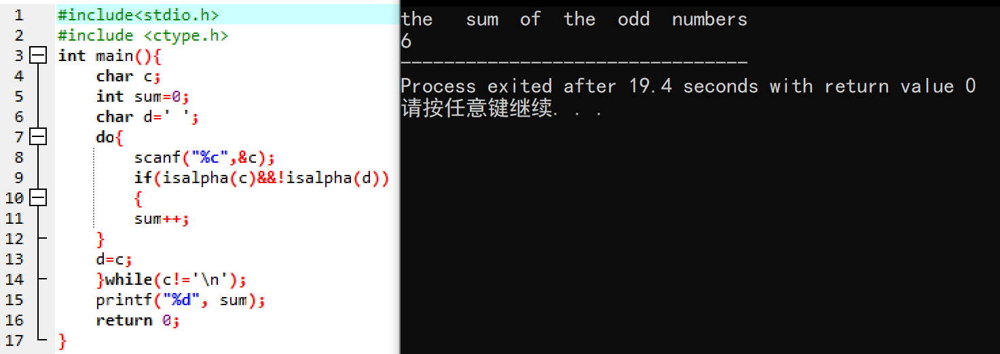 1 #include<stdio.h>
2 #include <ctype.h>
3 int main(){
4 char c;
5 int sum=0;
6 char d=' ';
7 do{
8 scanf("%c",&c);
9 if(isalpha(c)&&!isalpha(d))
10 {
11 sum++;
12 }
13 d=c;
14 }while(c!='\n');
15 printf("%d", sum);
16 return 0;
17 }
the   sum  of  the  odd  numbers
6
--------------------------------
Process exited after 19.4 seconds with return value 0
请按任意键继续. . .